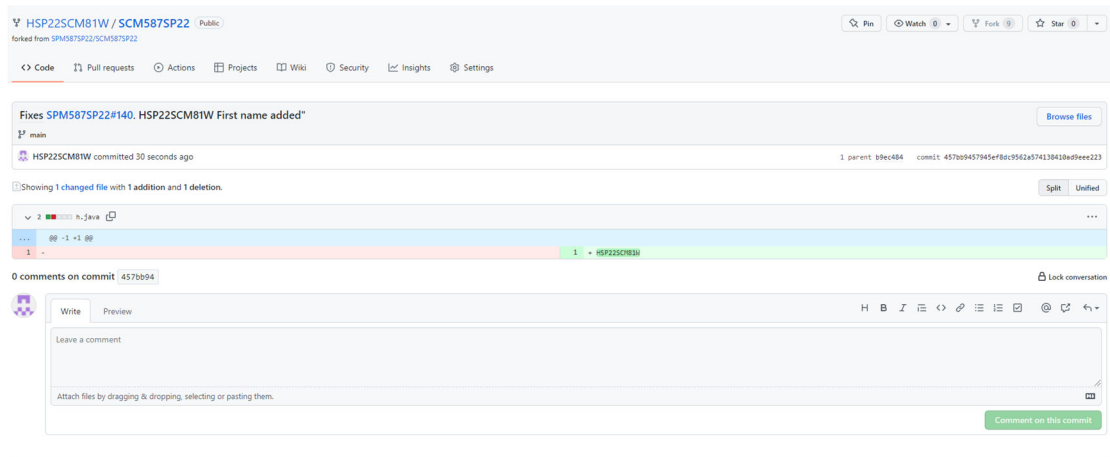 HSP22SCM81W / SCM587SP22 Public
Pin Watch 0 Fork 9 Star 0
forked from SPM587SP22/SCM587SP22
<> Code Pull requests Actions Projects Wiki Security Insights Settings
Fixes SPM587SP22#140. HSP22SCM81W First name added"
Browse files
main
HSP22SCM81W committed 30 seconds ago
1 parent b9ec484 commit 457bb9457945ef8dc9562a574138410ad9eee223
Showing 1 changed file with 1 addition and 1 deletion.
Split Unified
2 h.java ...
... @@ -1 +1 @@
1 - 1 + HSP22SCM81W
0 comments on commit 457bb94
Lock conversation
Write Preview
H B I <> @
Leave a comment
Attach files by dragging & dropping, selecting or pasting them.
Comment on this commit